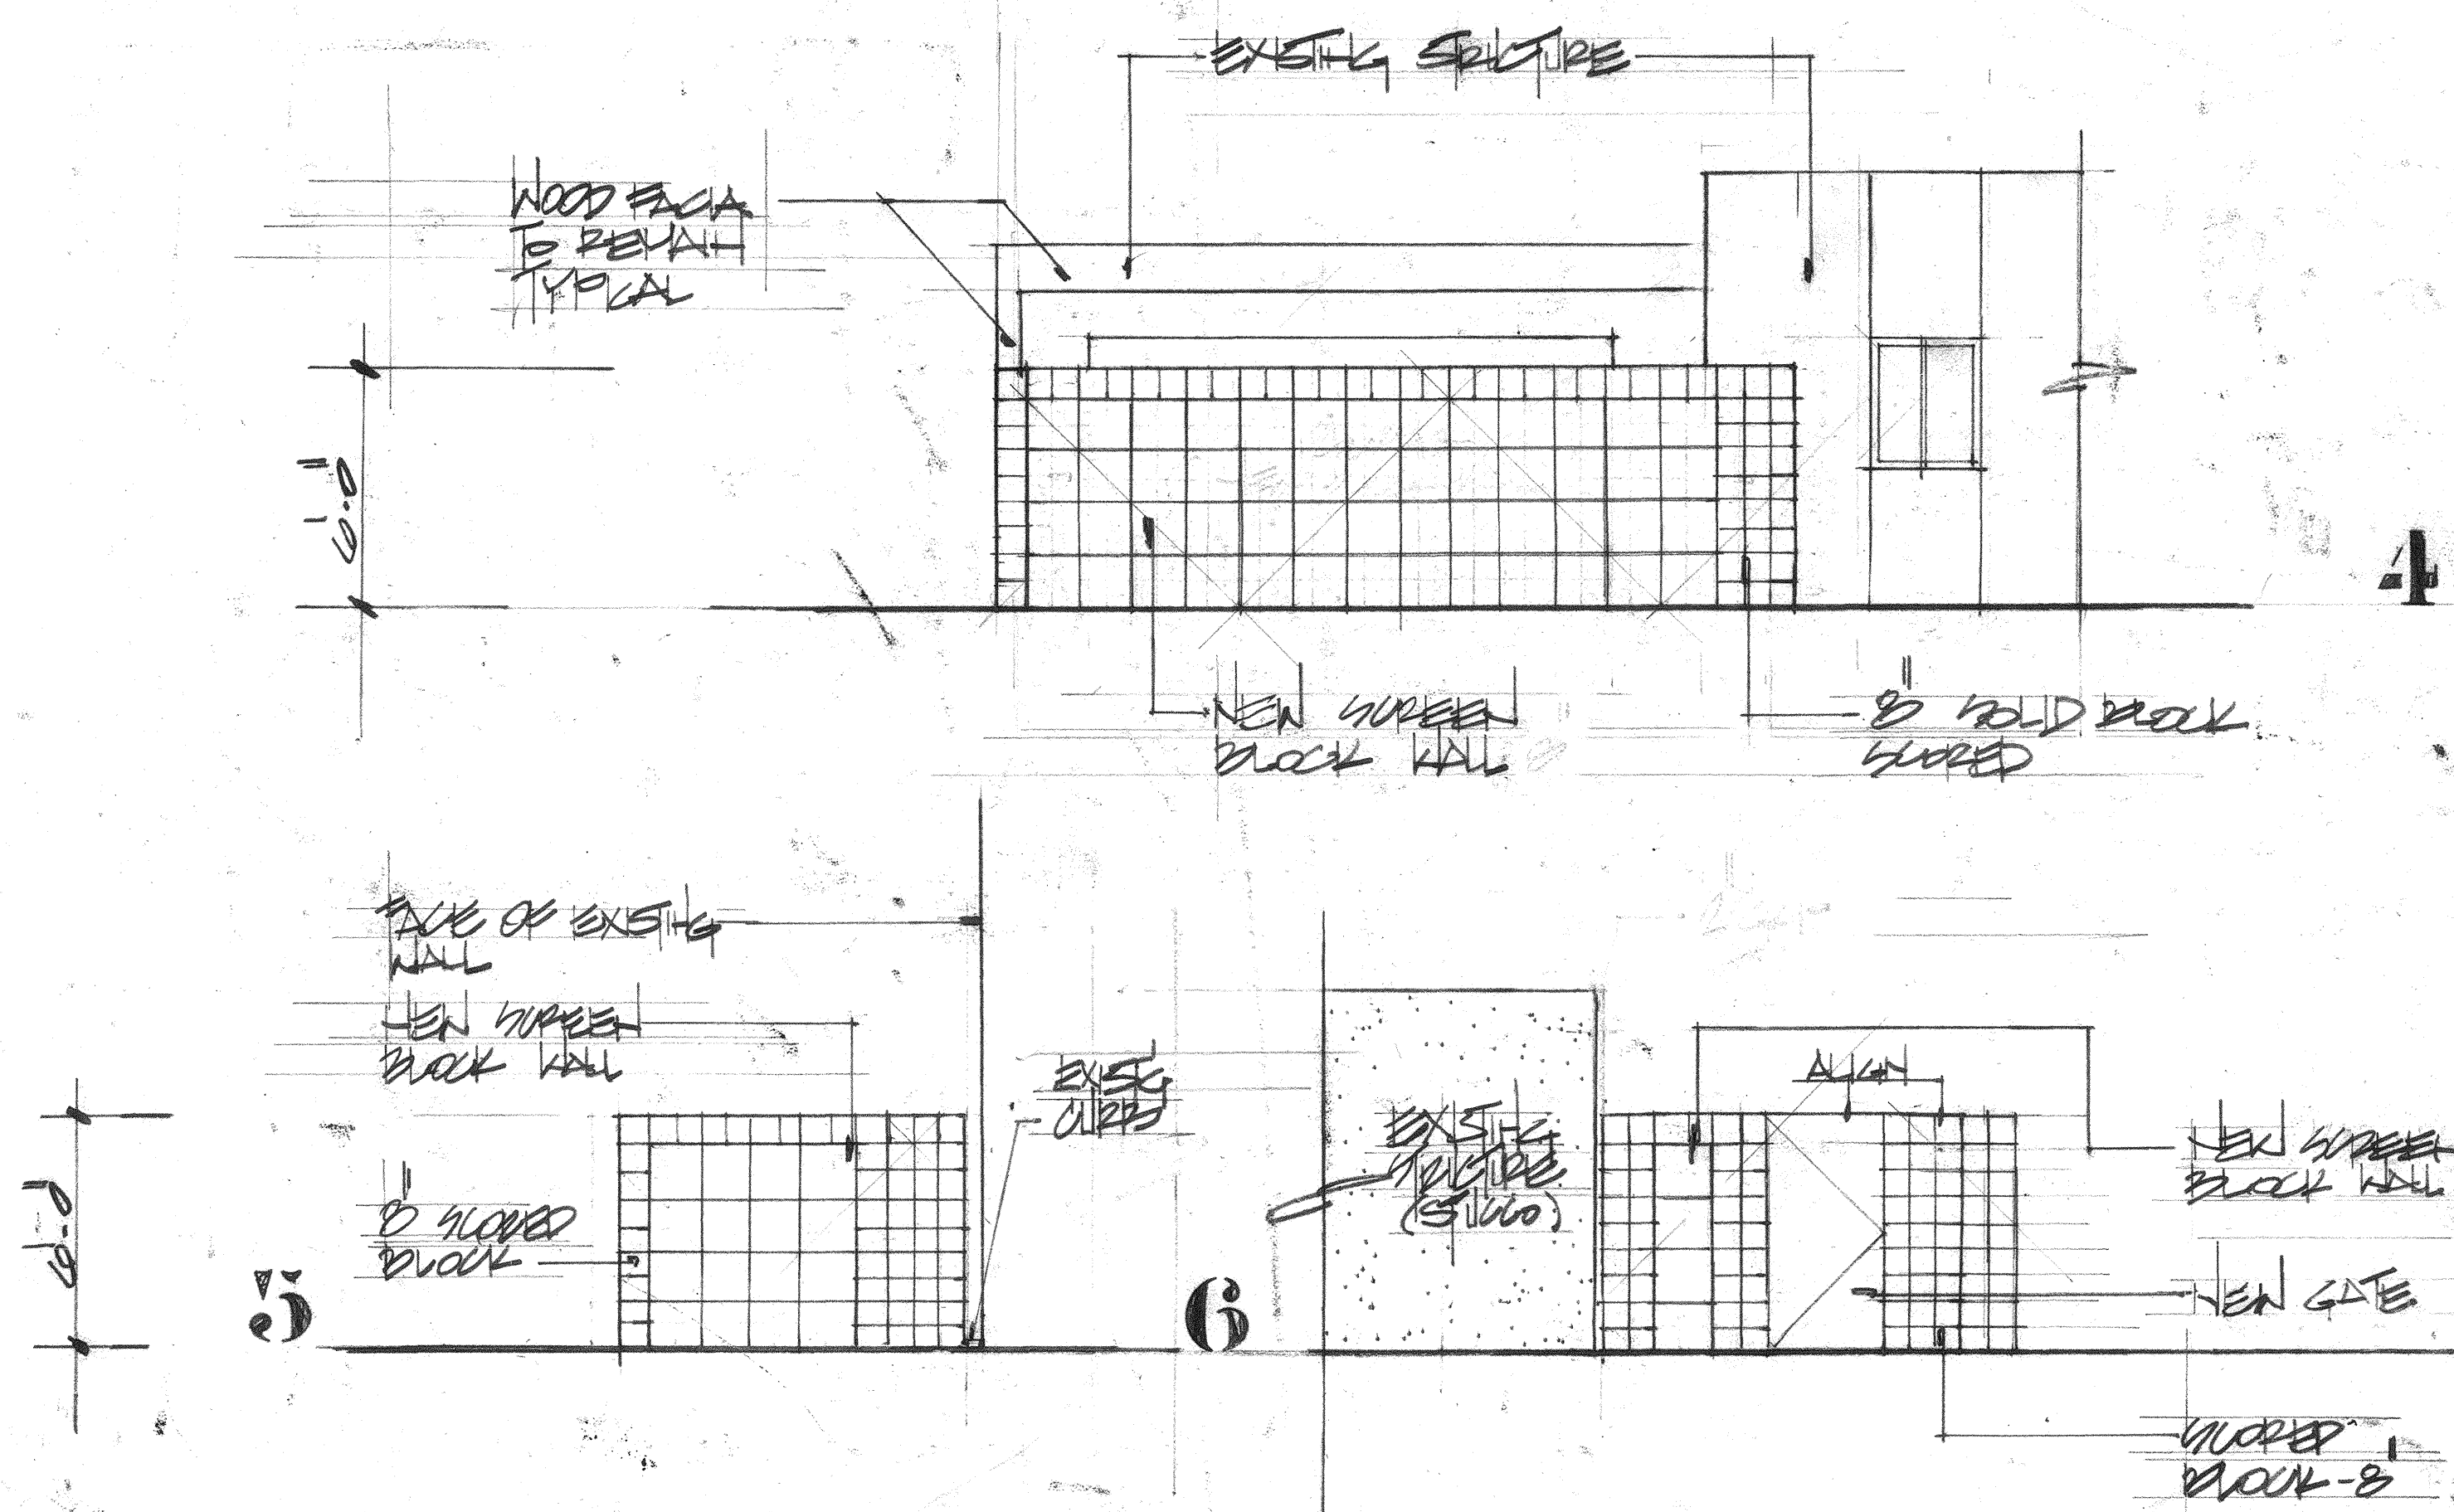 EXISTING STRUCTURE
WOOD FACIA
TO REMAIN
TYPICAL
6'-0"
4
NEW SCREEN
BLOCK WALL
8" SOLID BLOCK
SCORED
FACE OF EXISTING
WALL
NEW SCREEN
BLOCK WALL
EXIST'G
CURB
8" SCORED
BLOCK
6'-0"
5
6
EXISTING
STRUCTURE
(STUCCO)
ALIGN
NEW SCREEN
BLOCK WALL
NEW GATE
SCORED
BLOCK-8"